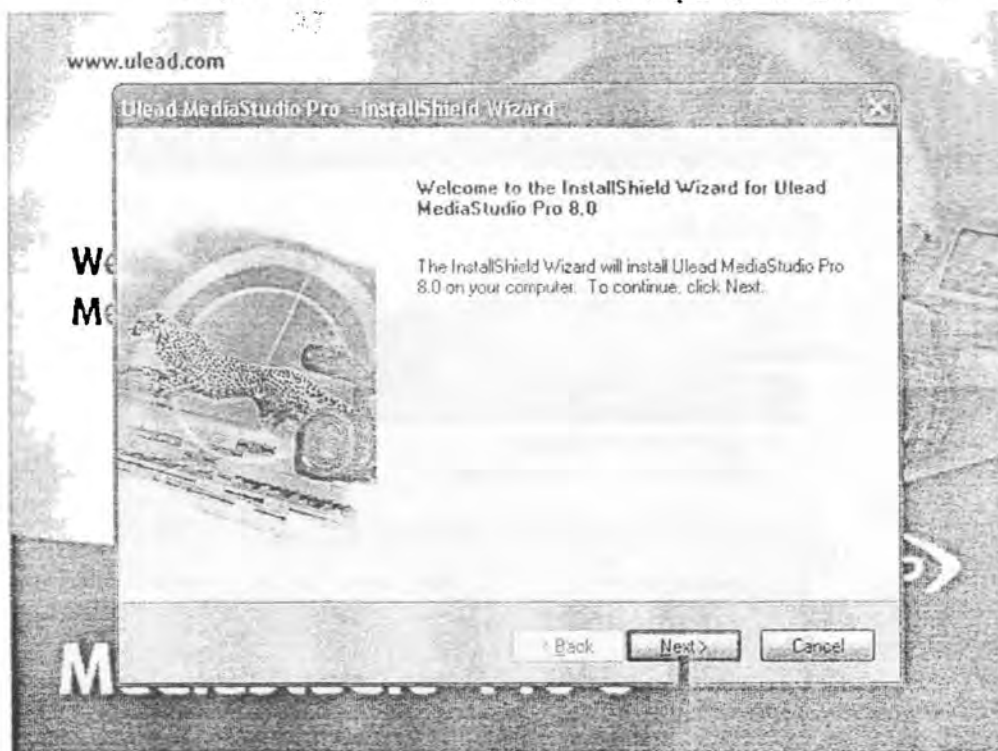 www.ulead.com
Ulead MediaStudio Pro - InstallShield Wizard
Welcome to the InstallShield Wizard for Ulead
MediaStudio Pro 8.0
The InstallShield Wizard will install Ulead MediaStudio Pro
8.0 on your computer. To continue, click Next.
We
Me
< Back
Next >
Cancel